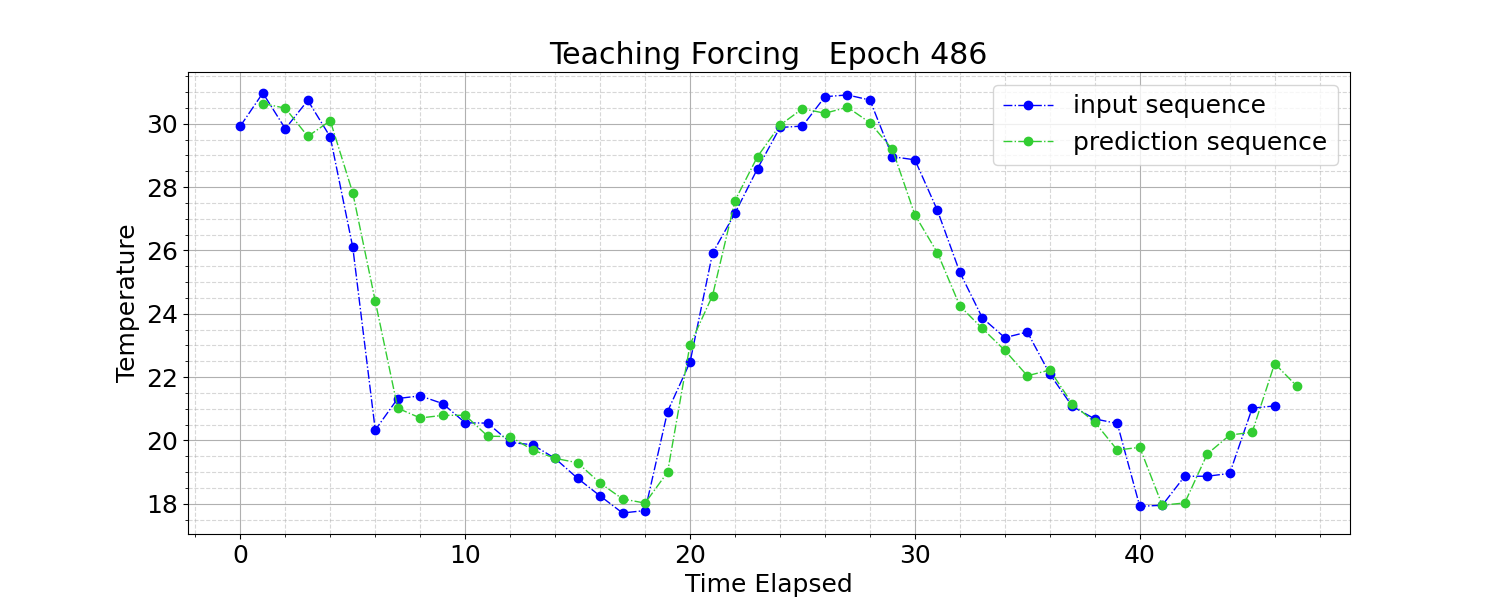 Teaching Forcing   Epoch 486
input sequence
prediction sequence
Temperature
30
28
26
24
22
20
18
0 10 20 30 40
Time Elapsed